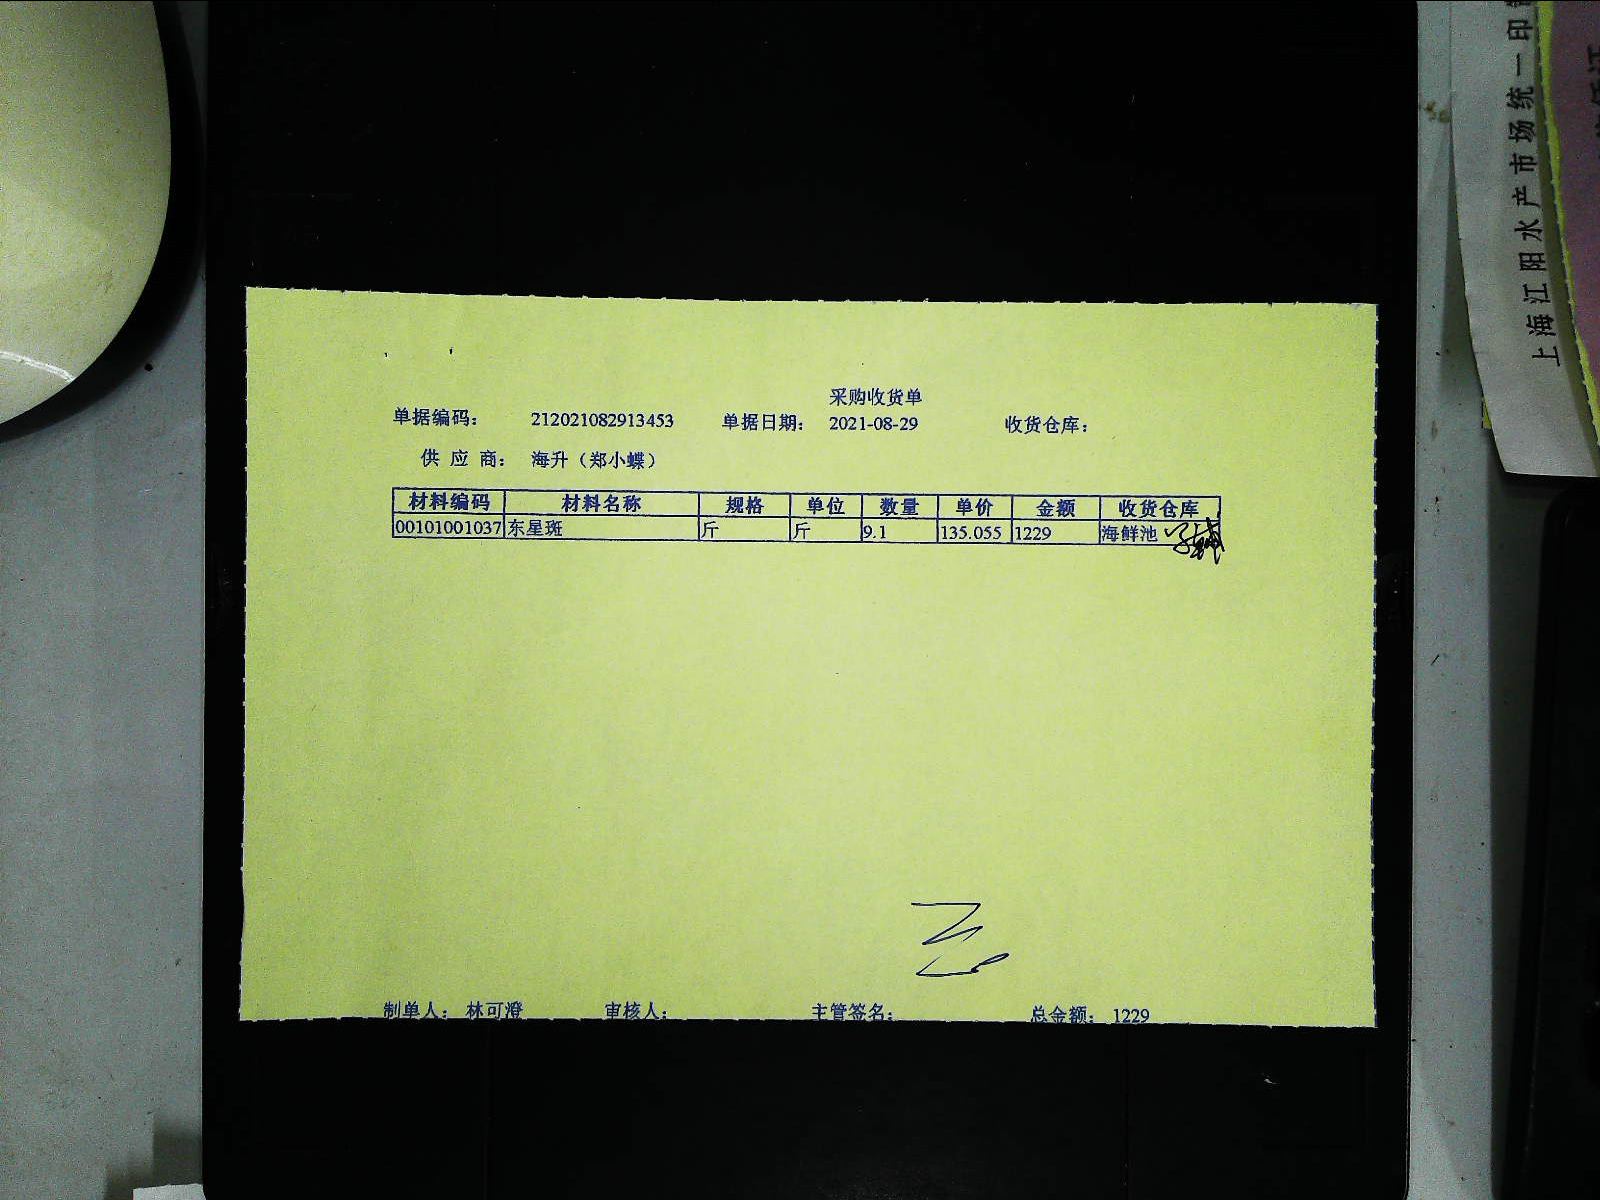 采购收货单
单据编码： 212021082913453 单据日期： 2021-08-29 收货仓库：
供 应 商： 海升（郑小蝶）
材料编码 材料名称 规格 单位 数量 单价 金额 收货仓库
00101001037 东星斑 斤 斤 9.1 135.055 1229 海鲜池
制单人： 林可澄 审核人： 主管签名： 总金额： 1229
上海江阳水产市场统一印